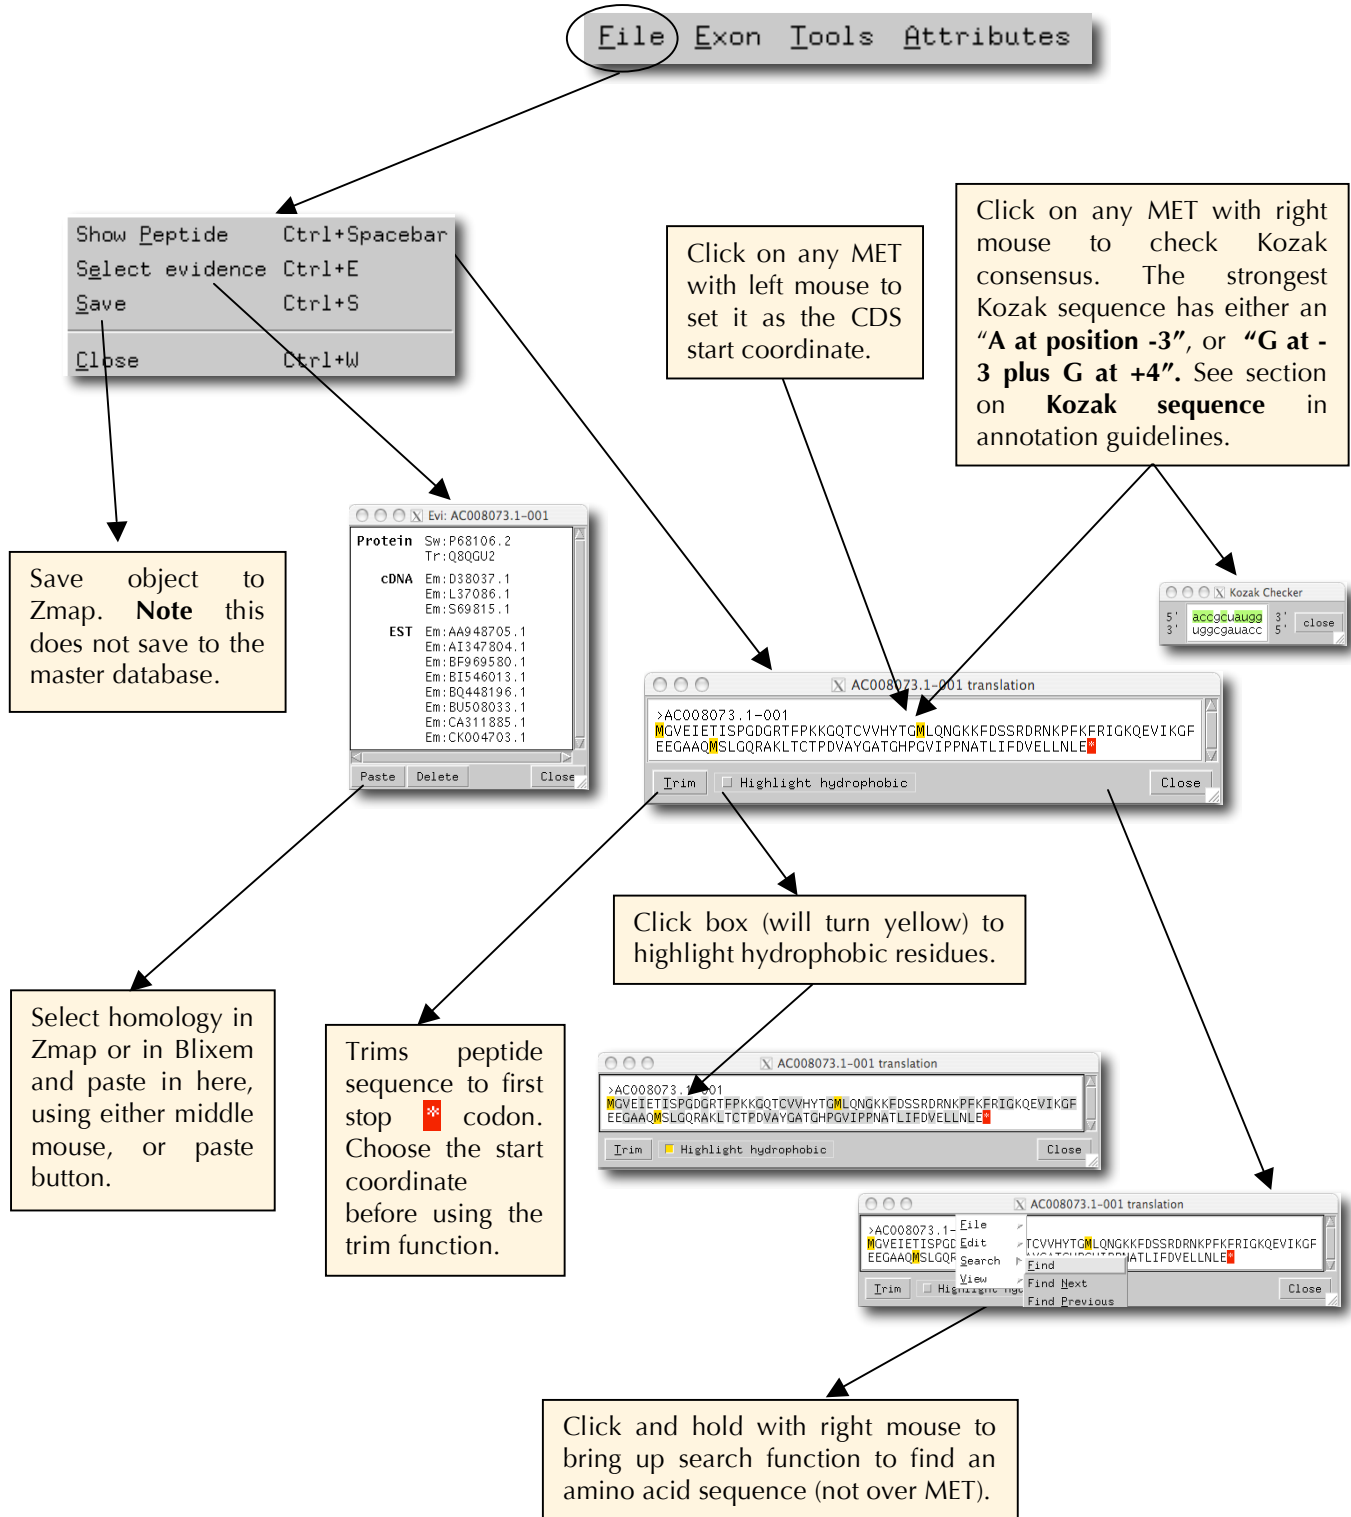 File Exon Tools Attributes
Show Peptide Ctrl+Spacebar
Select evidence Ctrl+E
Save Ctrl+S
Close Ctrl+W
Click on any MET
with left mouse to
set it as the CDS
start coordinate.
Click on any MET with right
mouse to check Kozak
consensus. The strongest
Kozak sequence has either an
“A at position -3”, or “G at -
3 plus G at +4”. See section
on Kozak sequence in
annotation guidelines.
Save object to
Zmap. Note this
does not save to the
master database.
X Evi: AC008073.1-001
Protein Sw:P68106.2
Tr:Q8QGU2
cDNA Em:D38037.1
Em:L37086.1
Em:S69815.1
EST Em:AA948705.1
Em:AI347804.1
Em:BF969580.1
Em:BI546013.1
Em:BQ448196.1
Em:BU508033.1
Em:CA311885.1
Em:CK004703.1
Paste Delete Close
X Kozak Checker
5' accgcuaugg 3'
3' uggcgauacc 5'
close
X AC008073.1-001 translation
>AC008073.1-001
MGVEIETISPGDGRTFPKKGQTCVVHYTGMLQNGKKFDSSRDRNKPFKFRIGKQEVIKGF
EEGAAQMSLGQRAKLTCTPDVAYGATGHPGVIPPNATLIFDVELLNLE*
Trim Highlight hydrophobic Close
Click box (will turn yellow) to
highlight hydrophobic residues.
Select homology in
Zmap or in Blixem
and paste in here,
using either middle
mouse, or paste
button.
Trims peptide
sequence to first
stop * codon.
Choose the start
coordinate
before using the
trim function.
X AC008073.1-001 translation
>AC008073.1-001
MGVEIETISPGDGRTFPKKGQTCVVHYTGMLQNGKKFDSSRDRNKPFKFRIGKQEVIKGF
EEGAAQMSLGQRAKLTCTPDVAYGATGHPGVIPPNATLIFDVELLNLE*
Trim Highlight hydrophobic Close
X AC008073.1-001 translation
>AC008073.1-
MGVEIETISPGD TCVVHYTGMLQNGKKFDSSRDRNKPFKFRIGKQEVIKGF
EEGAAQMSLGQR NATLIFDVELLNLE*
File
Edit
Search
View
Find
Find Next
Find Previous
Trim Close
Click and hold with right mouse to
bring up search function to find an
amino acid sequence (not over MET).